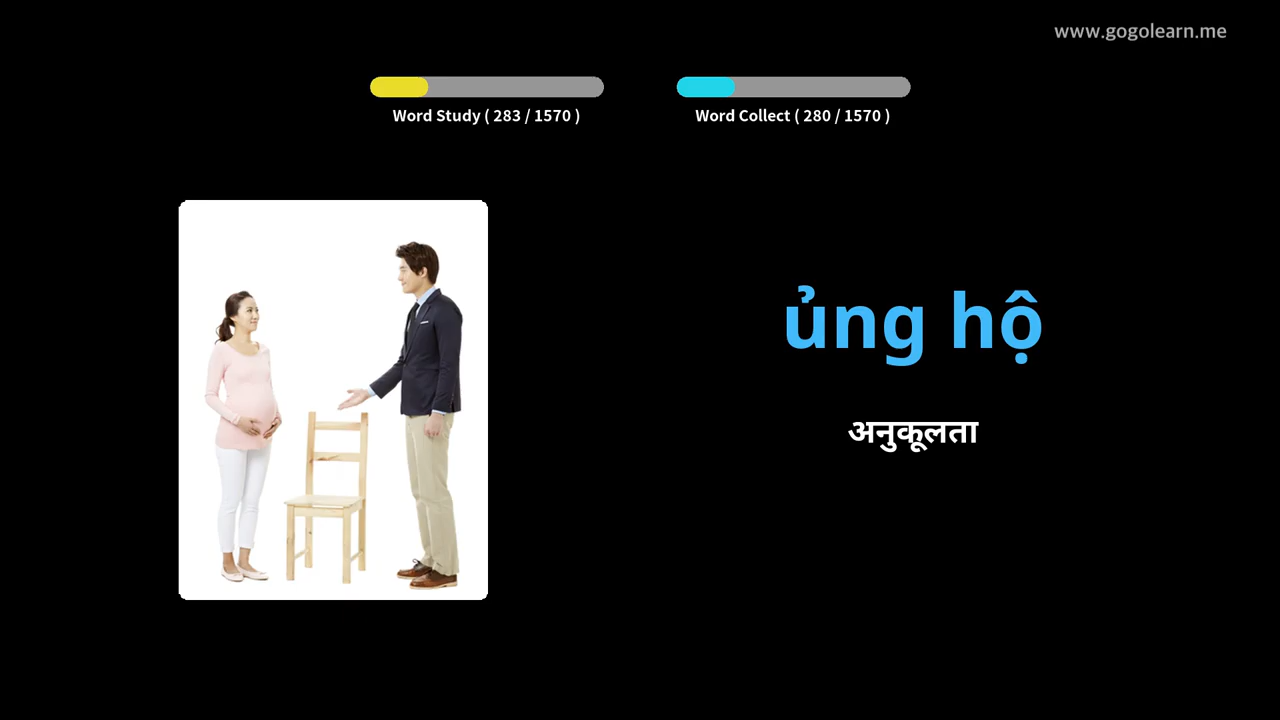 www.gogolearn.me
Word Study ( 283 / 1570 )
Word Collect ( 280 / 1570 )
ủng hộ
अनुकूलता